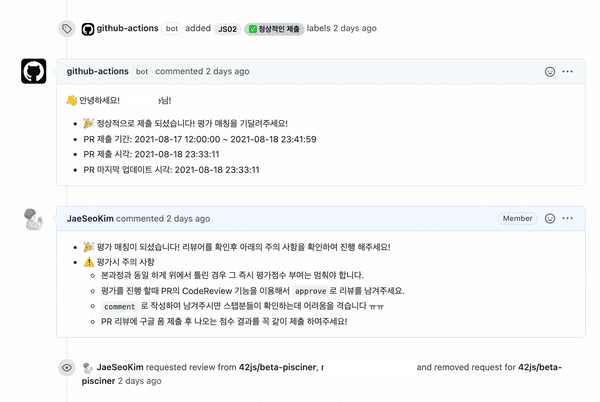 github-actions bot added JS02 ✅ 정상적인 제출 labels 2 days ago
github-actions bot commented 2 days ago
👋 안녕하세요! 님!
🎉 정상적으로 제출 되셨습니다! 평가 매칭을 기달려주세요!
PR 제출 기간: 2021-08-17 12:00:00 ~ 2021-08-18 23:41:59
PR 제출 시각: 2021-08-18 23:33:11
PR 마지막 업데이트 시각: 2021-08-18 23:33:11
JaeSeoKim commented 2 days ago Member
🎉 평가 매칭이 되셨습니다! 리뷰어를 확인후 아래의 주의 사항을 확인하여 진행 해주세요!
⚠️ 평가시 주의 사항
본과정과 동일 하게 위에서 틀린 경우 그 즉시 평가점수 부여는 멈춰야 합니다.
평가를 진행 할때 PR의 CodeReview 기능을 이용해서 approve 로 리뷰를 남겨주세요.
comment 로 작성하여 남겨주시면 스탭분들이 확인하는데 어려움을 격습니다 ㅠㅠ
PR 리뷰에 구글 폼 제출 후 나오는 점수 결과를 꼭 같이 제출 하여주세요!
JaeSeoKim requested review from 42js/beta-pisciner, and removed request for 42js/beta-
pisciner 2 days ago